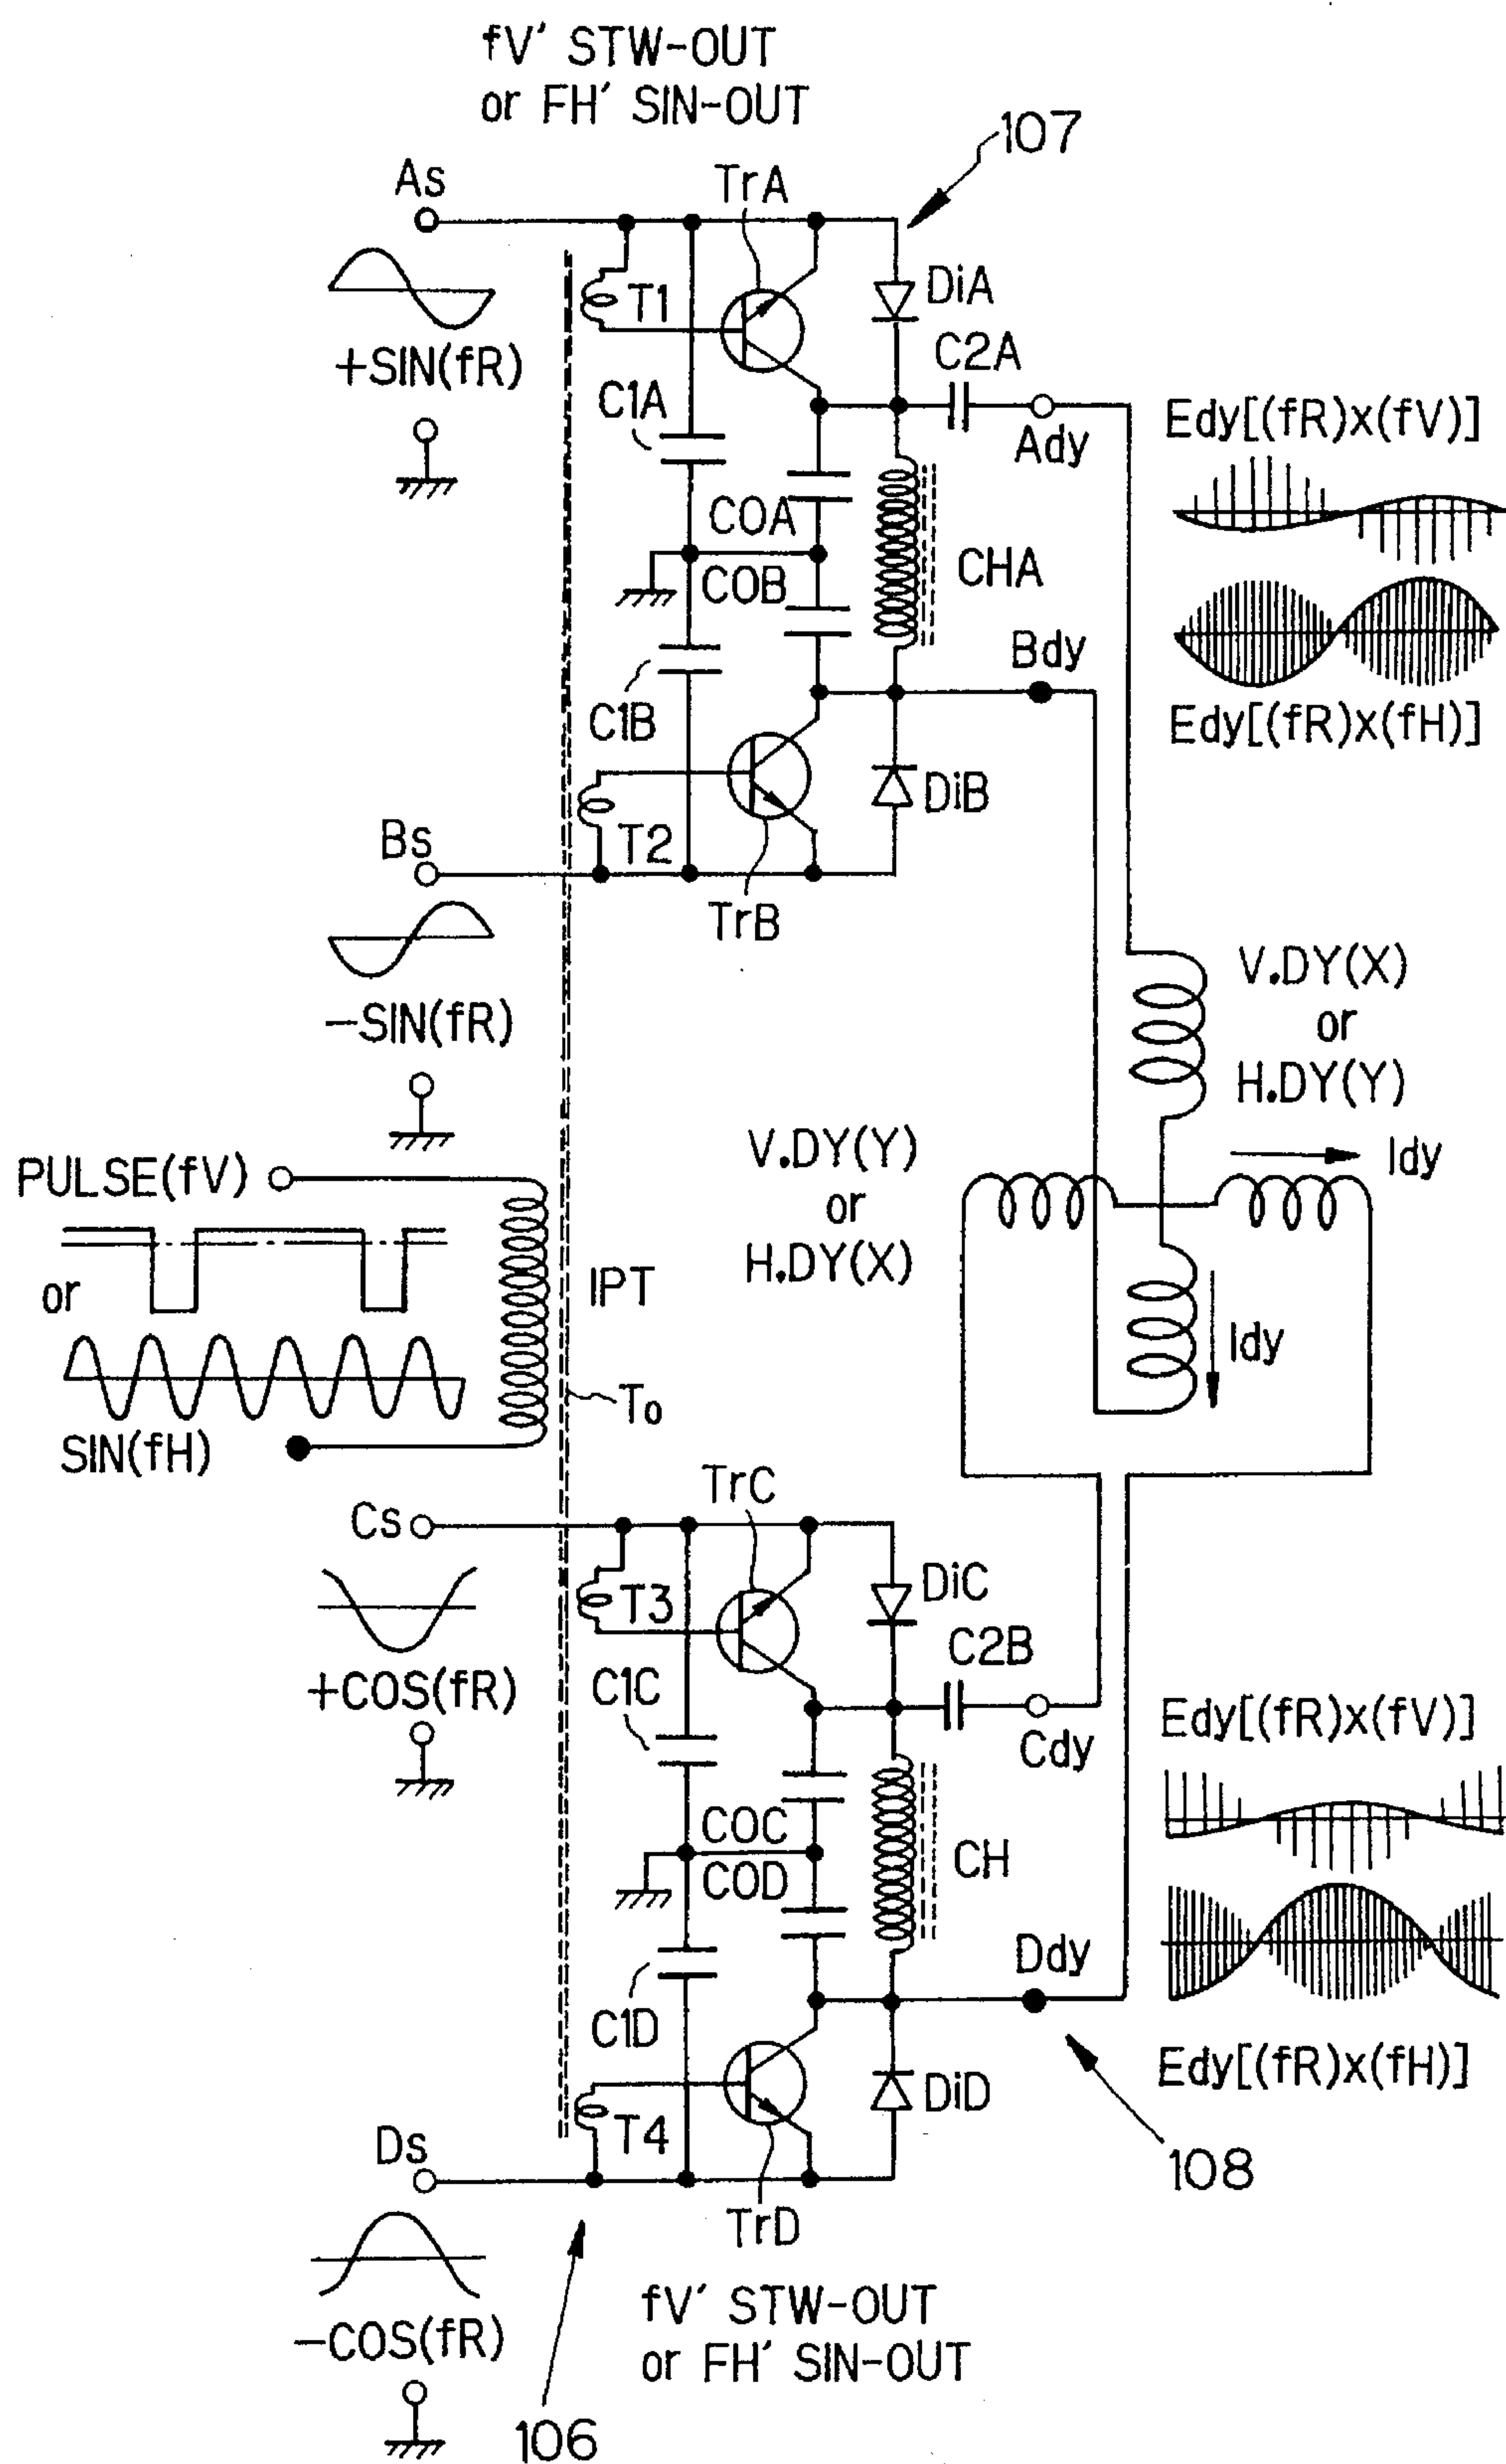 fV' STW-OUT
or FH' SIN-OUT
107
As
TrA
T1
DiA
+SIN(fR)
C2A
C1A
Ady
Edy[(fR)x(fV)]
COA
COB
CHA
C1B
Bdy
Edy[(fR)x(fH)]
DiB
Bs
T2
TrB
-SIN(fR)
V.DY(X)
or
H.DY(Y)
V.DY(Y)
or
H.DY(X)
Idy
PULSE(fV)
or
IPT
Idy
To
SIN(fH)
TrC
Cs
T3
DiC
C2B
+COS(fR)
C1C
Cdy
Edy[(fR)x(fV)]
COC
COD
CH
C1D
Ddy
Edy[(fR)x(fH)]
DiD
T4
Ds
108
TrD
fV' STW-OUT
or FH' SIN-OUT
-COS(fR)
106